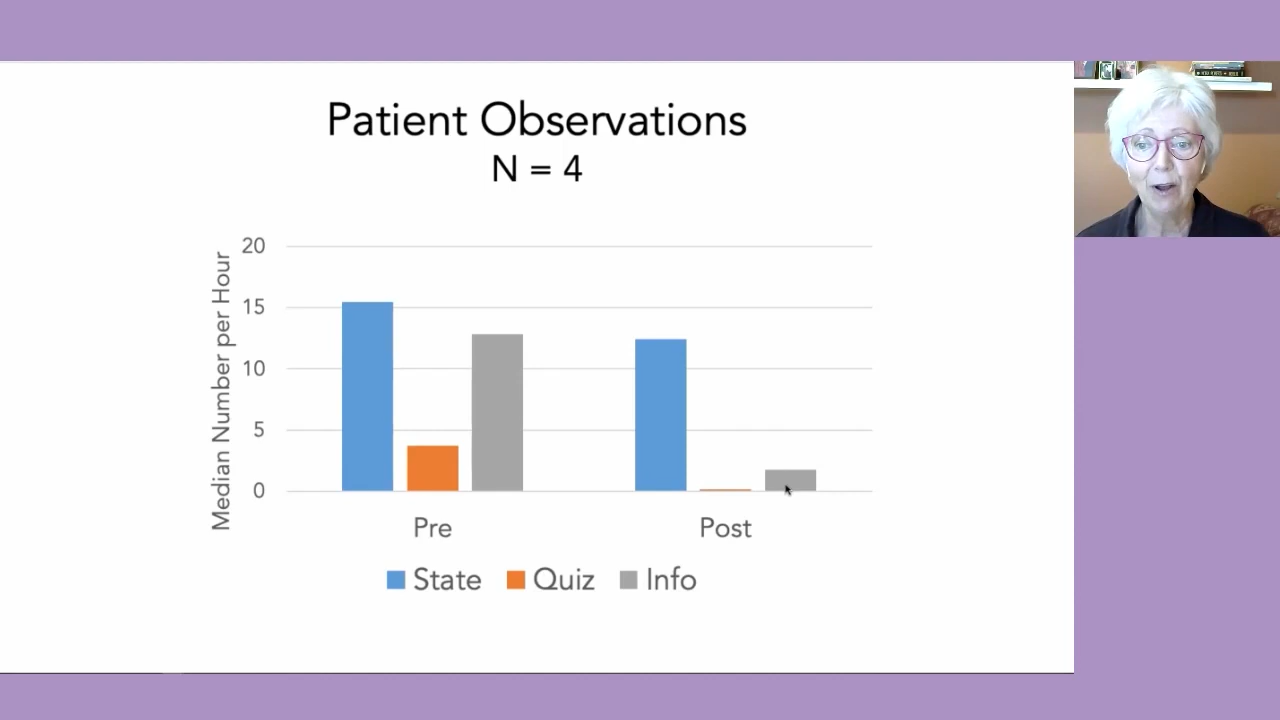 Patient Observations
N = 4
Median Number per Hour
20
15
10
5
0
Pre Post
State Quiz Info